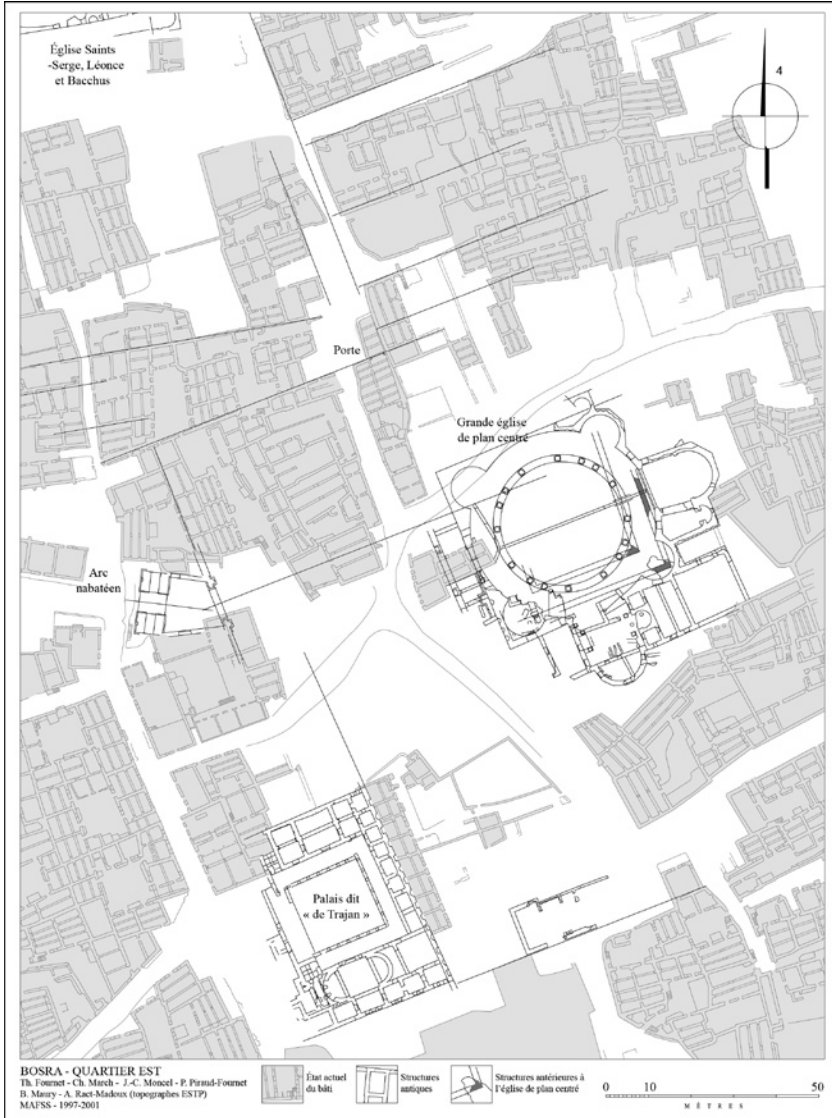 Église Saints
-Serge, Léonce
et Bacchus
4
Porte
Grande église
de plan centré
Arc
nabatéen
Palais dit
« de Trajan »
BOSRA - QUARTIER EST
Th. Fournet - Ch. March - J.-C. Moncel - P. Piraud-Fournet
B. Maury - A. Ract-Madoux (topographes ESTP)
MAFSS - 1997-2001
État actuel
du bâti
Structures
antiques
Structures antérieures à
l'église de plan centré
0 10 50
MÈTRES